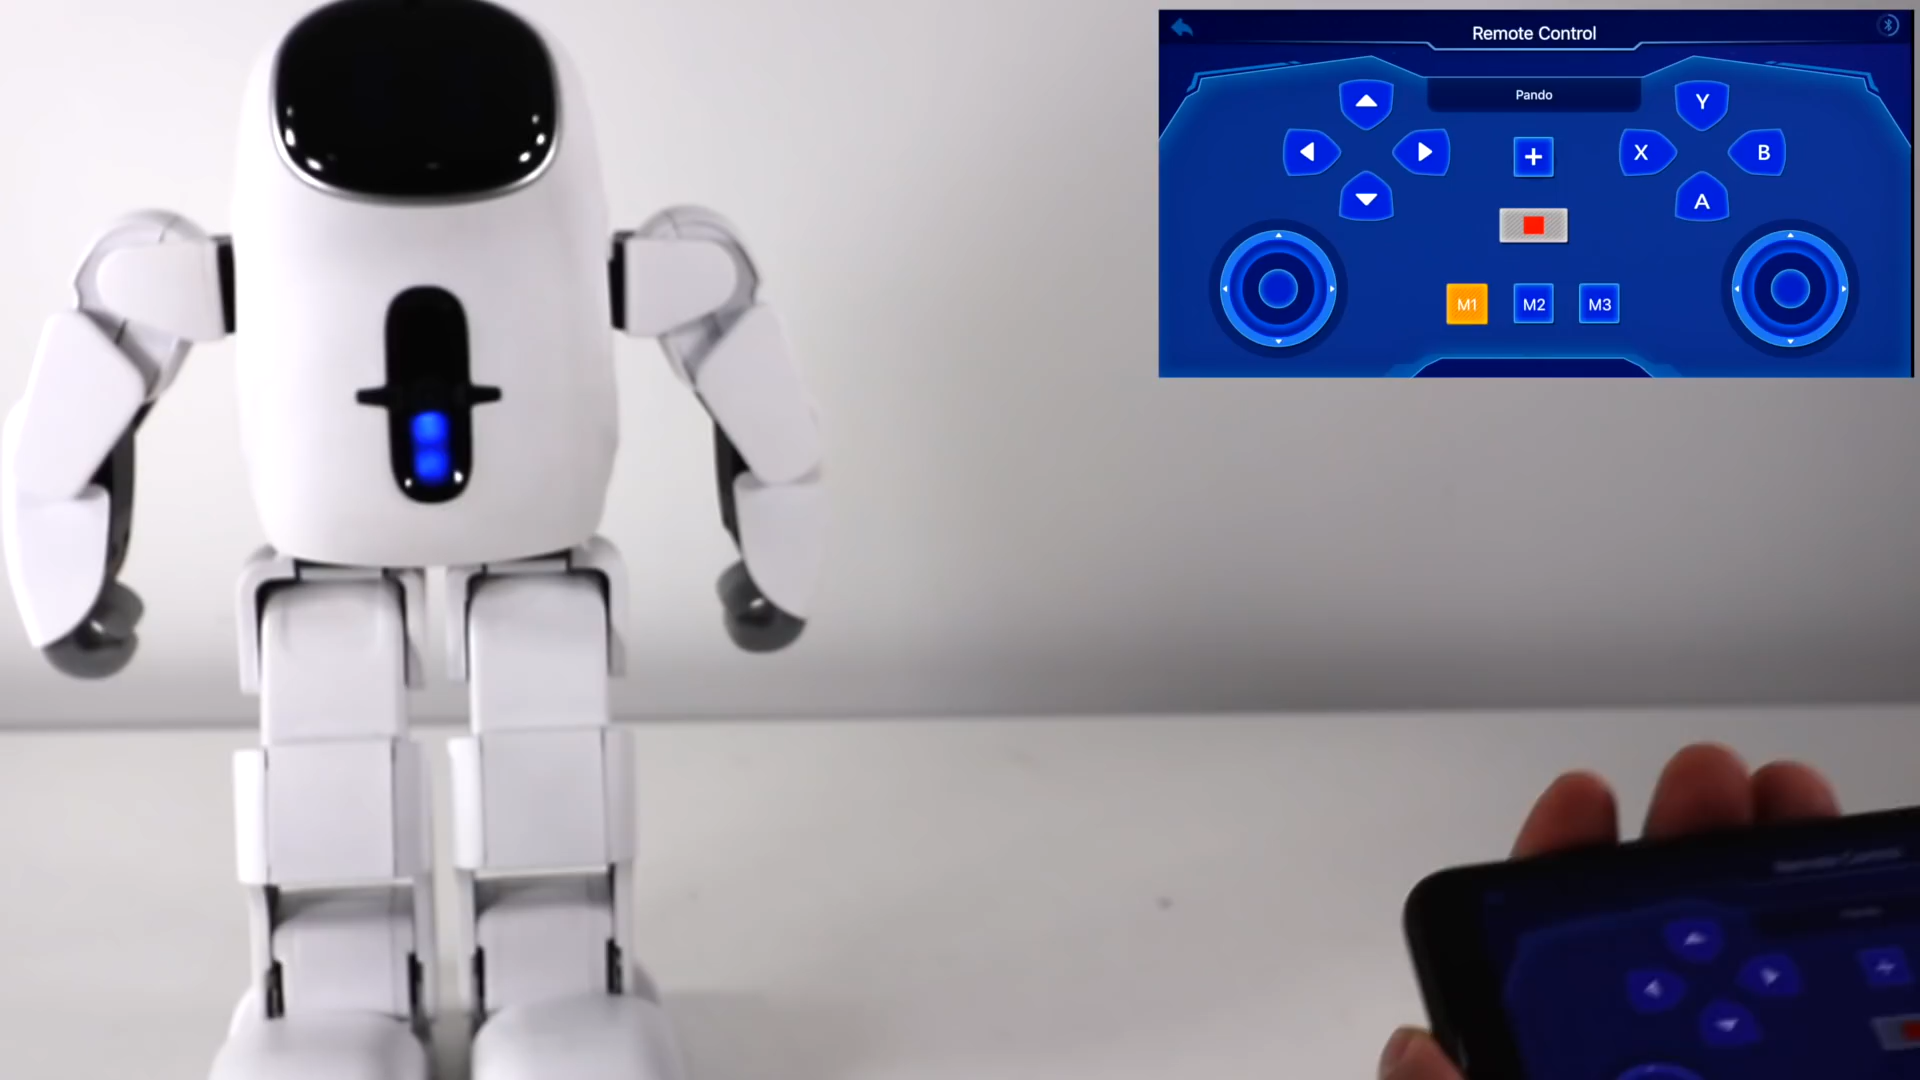 Remote Control
Pando
Y
X
B
A
M1
M2
M3